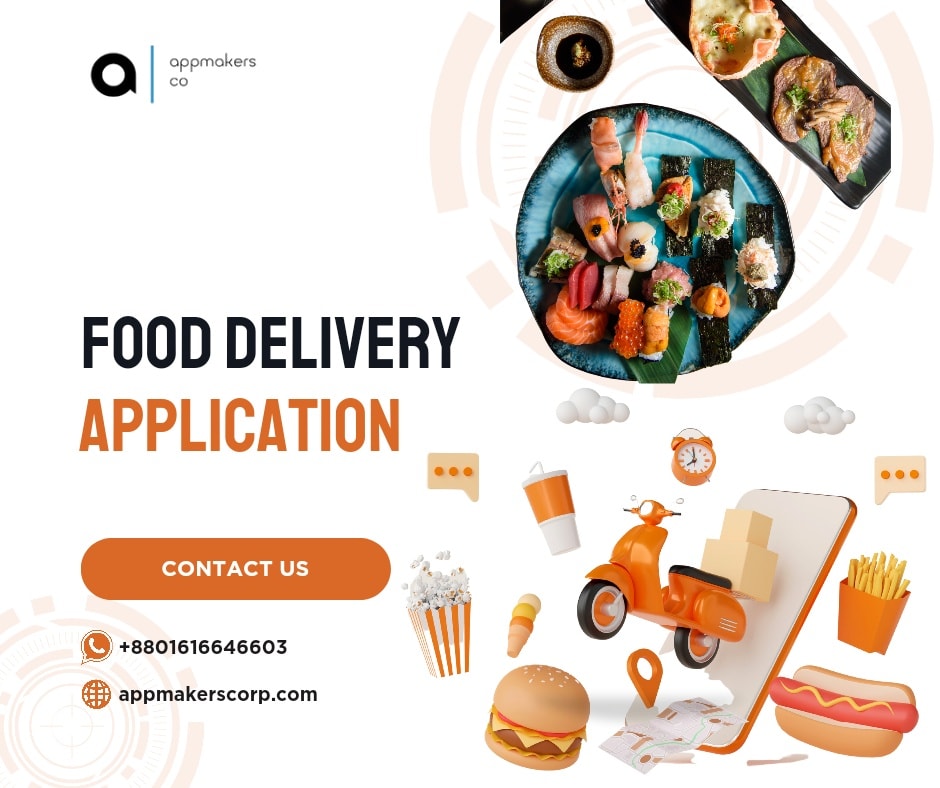 appmakers
co
FOOD DELIVERY
APPLICATION
CONTACT US
+8801616646603
appmakerscorp.com